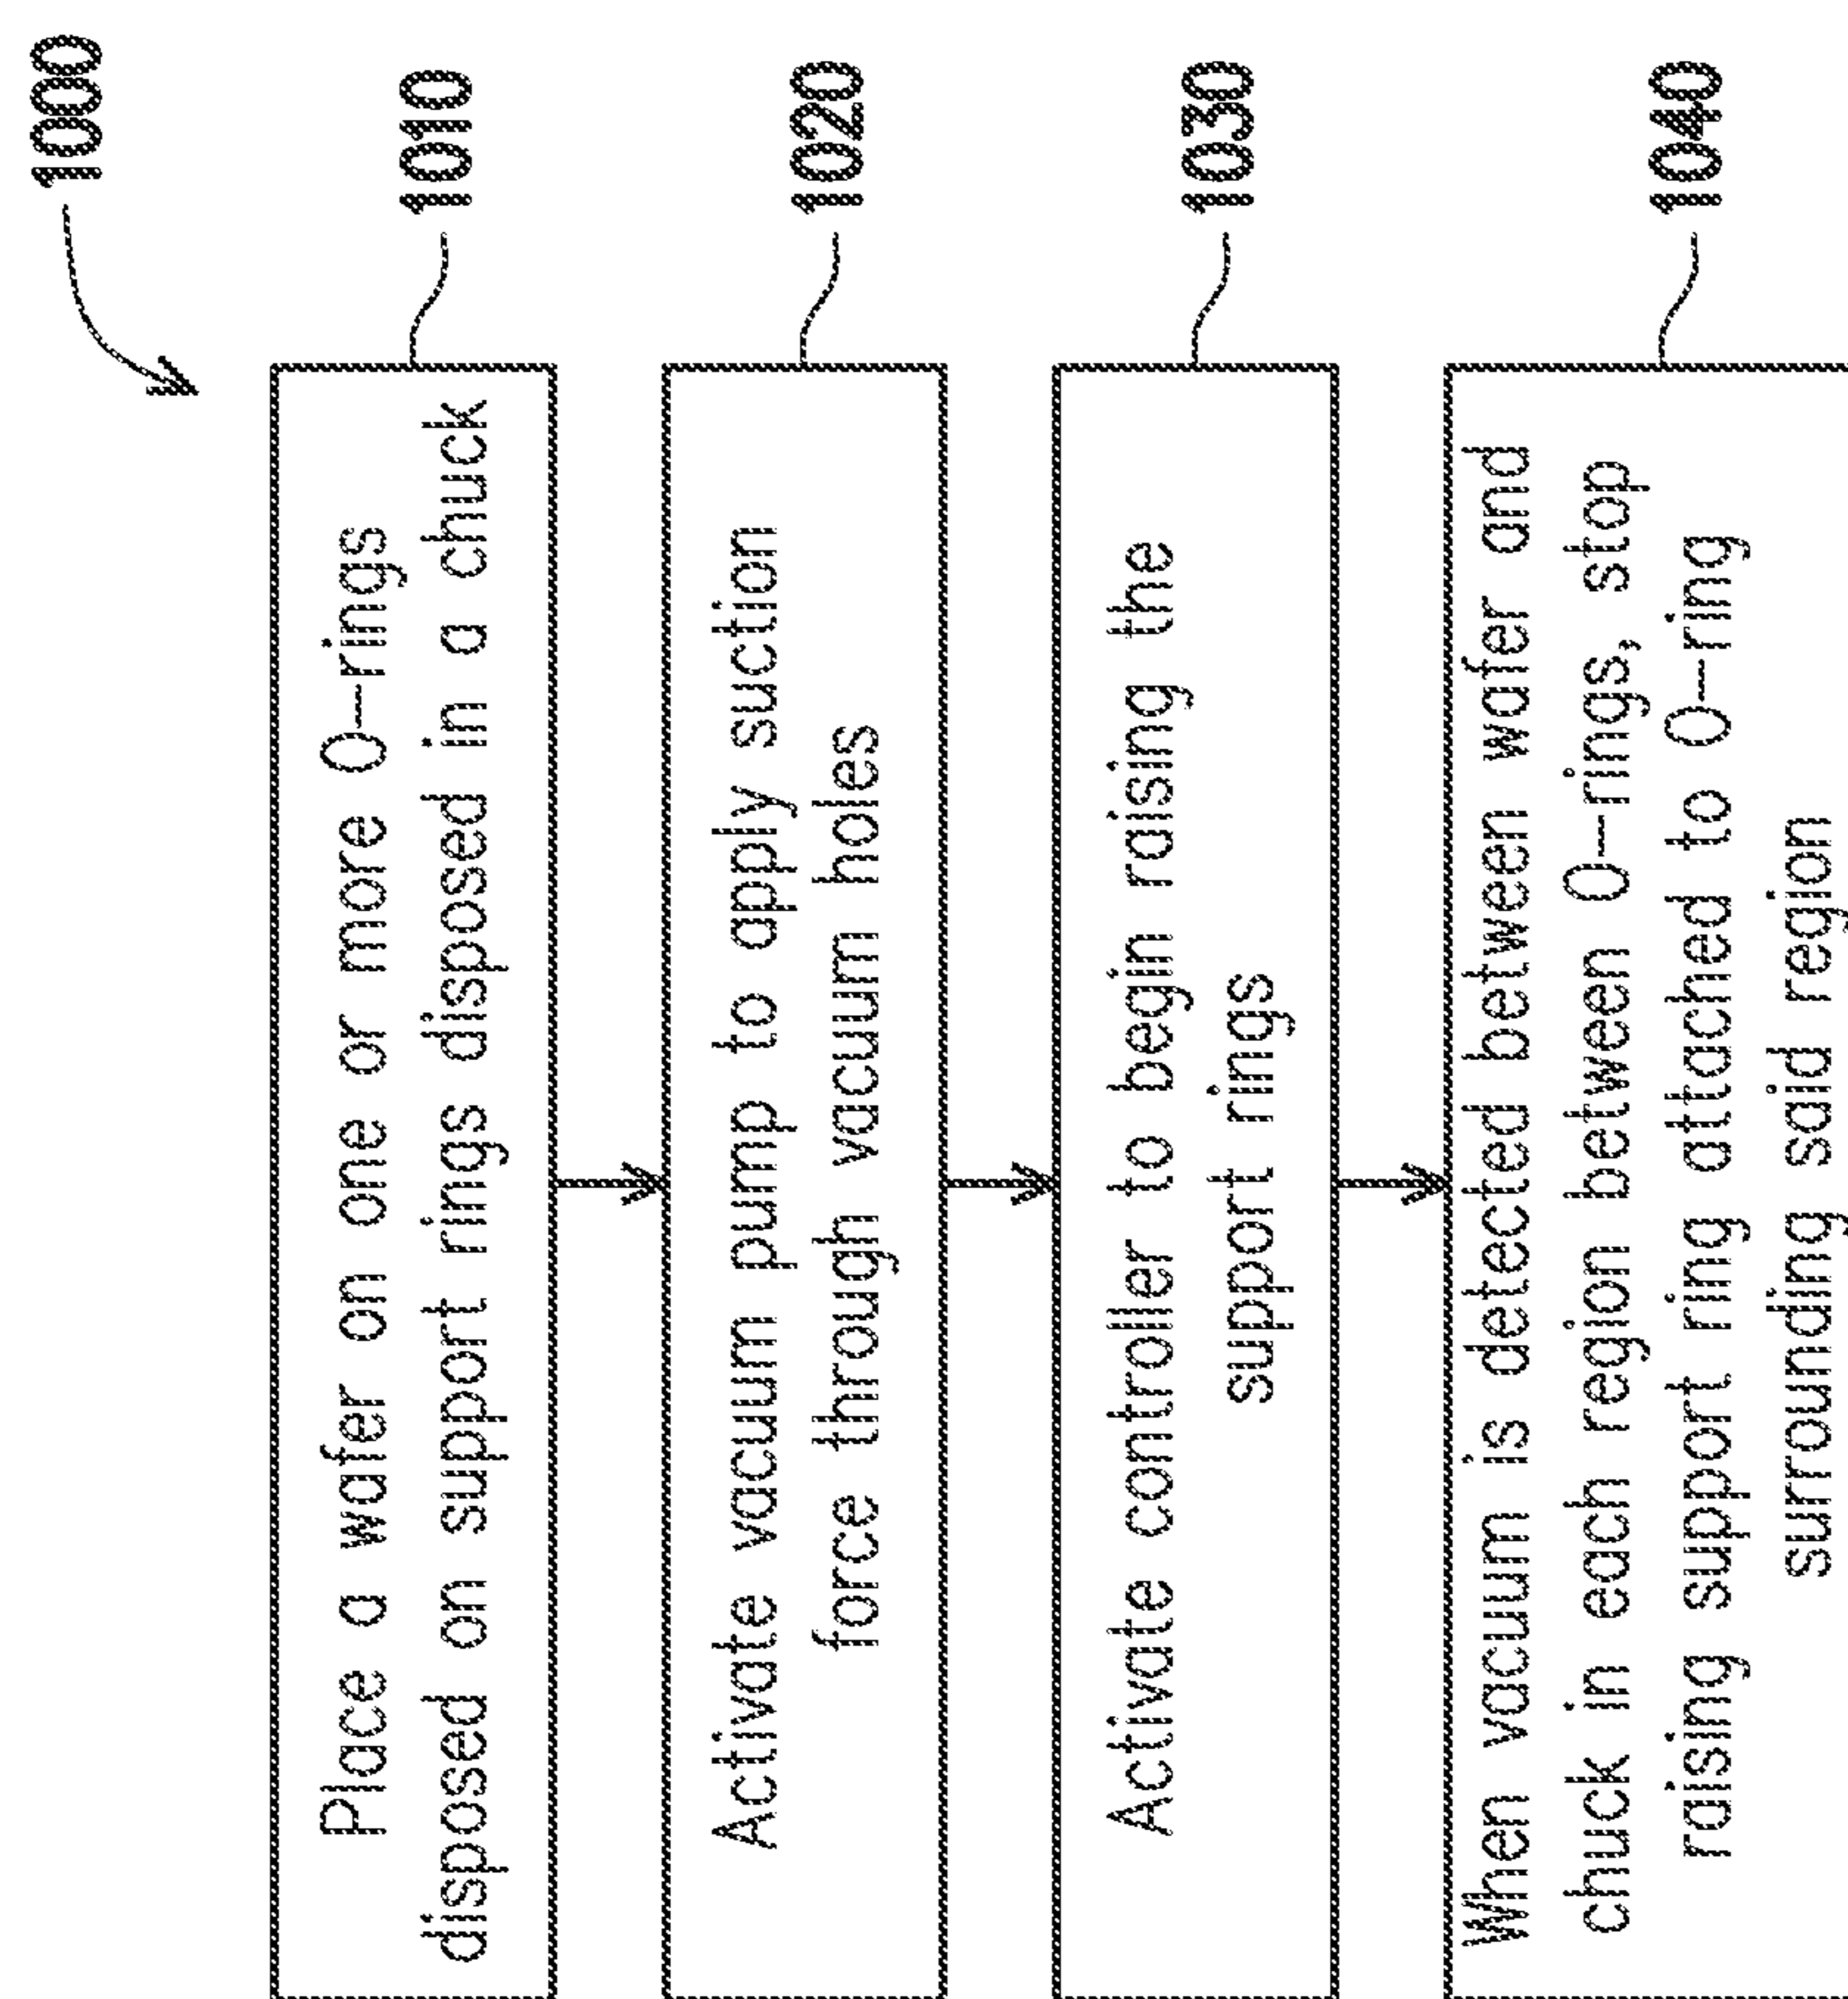 1000
Place a wafer on one or more O-rings
disposed on support rings disposed in a chuck
1010
Activate vacuum pump to apply suction
force through vacuum holes
1020
Activate controller to begin raising the
support rings
1030
When vacuum is detected between wafer and
chuck in each region between O-rings, stop
raising support ring attached to O-ring
surrounding said region
1040